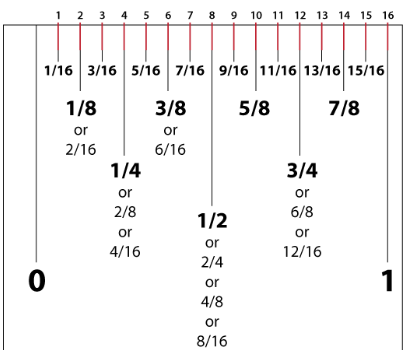 1 2 3 4 5 6 7 8 9 10 11 12 13 14 15 16
1/16 3/16 5/16 7/16 9/16 11/16 13/16 15/16
1/8 3/8 5/8 7/8
or or
2/16 6/16
1/4 3/4
or or
2/8 6/8
or or
4/16 12/16
1/2
or
2/4
or
4/8
or
8/16
0 1